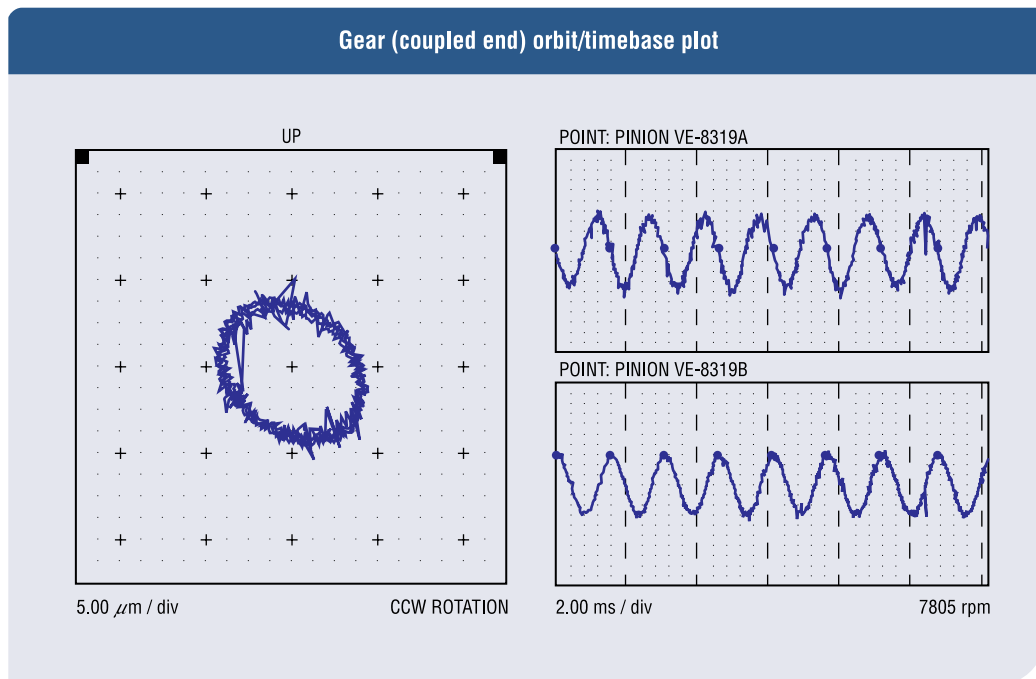 Gear (coupled end) orbit/timebase plot
UP
5.00 μm / div
CCW ROTATION
POINT: PINION VE-8319A
POINT: PINION VE-8319B
2.00 ms / div
7805 rpm